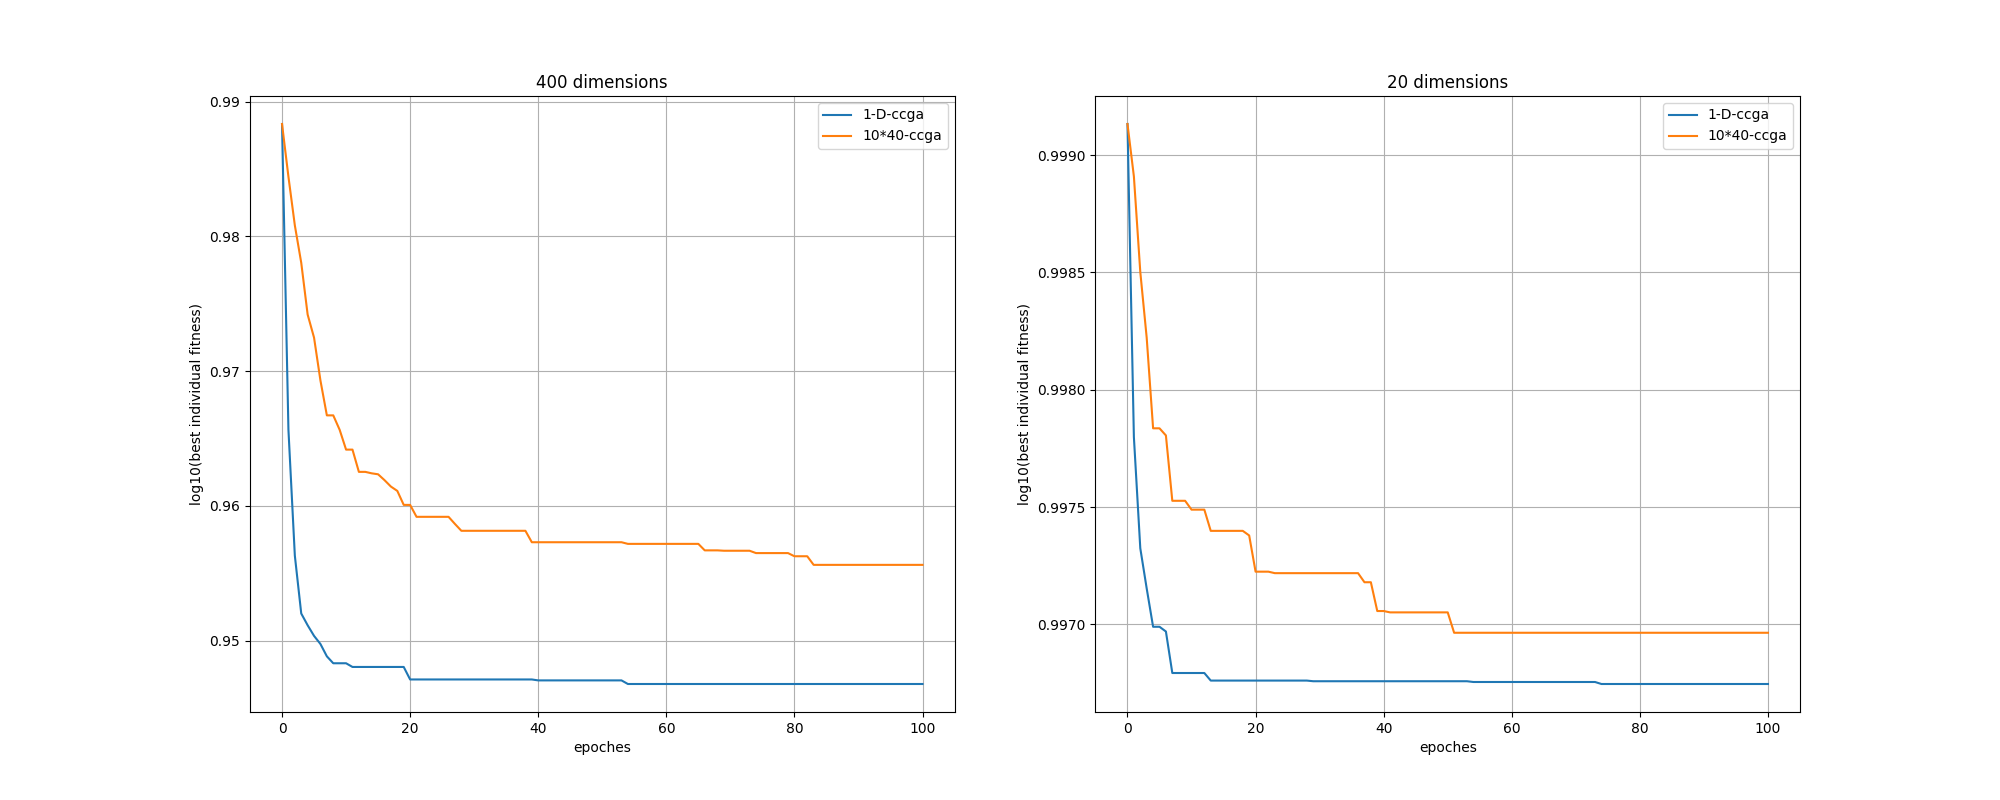 400 dimensions
0.99
0.98
0.97
0.96
0.95
log10(best individual fitness)
1-D-ccga
10*40-ccga
0 20 40 60 80 100
epoches
20 dimensions
0.9990
0.9985
0.9980
0.9975
0.9970
log10(best individual fitness)
1-D-ccga
10*40-ccga
0 20 40 60 80 100
epoches